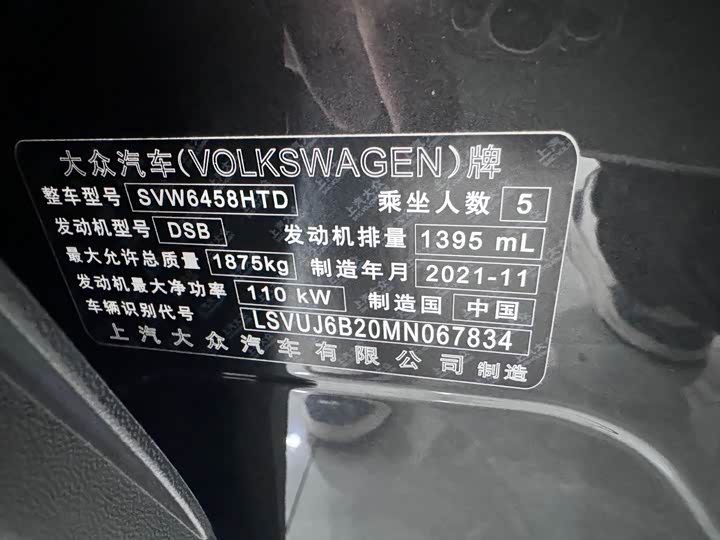 大众汽车(VOLKSWAGEN)牌
整车型号 SVW6458HTD 乘坐人数 5
发动机型号 DSB 发动机排量 1395 mL
最大允许总质量 1875kg 制造年月 2021-11
发动机最大净功率 110 kW 制造国 中国
车辆识别代号 LSVUJ6B20MN067834
上汽大众汽车有限公司 制造